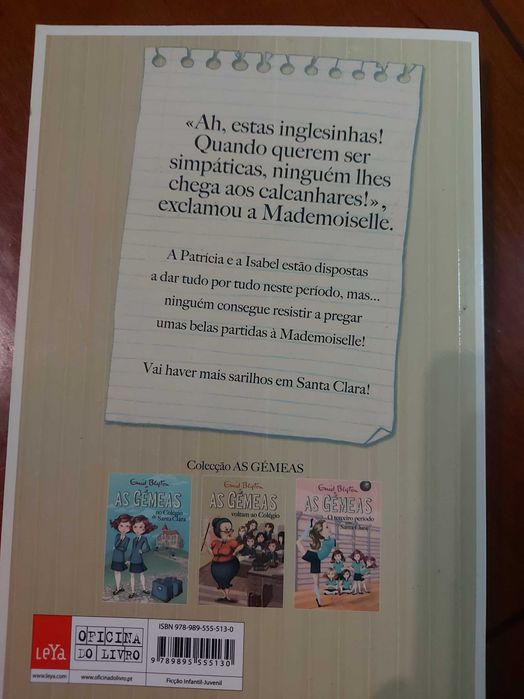 «Ah, estas inglesinhas!
Quando querem ser
simpáticas, ninguém lhes
chega aos calcanhares!»,
exclamou a Mademoiselle.
A Patrícia e a Isabel estão dispostas
a dar tudo por tudo neste período, mas...
ninguém consegue resistir a pregar
umas belas partidas à Mademoiselle!
Vai haver mais sarilhos em Santa Clara!
Colecção AS GÉMEAS
Enid Blyton
AS GÉMEAS
no Colégio
de Santa Clara
Enid Blyton
AS GÉMEAS
voltam ao Colégio
Enid Blyton
AS GÉMEAS
O terceiro período
Santa Clara
LEYA
www.leya.com
OFICINA
DO LIVRO
www.oficinadolivro.pt
ISBN 978-989-555-513-0
9 789895 555130
Ficção Infantil-Juvenil